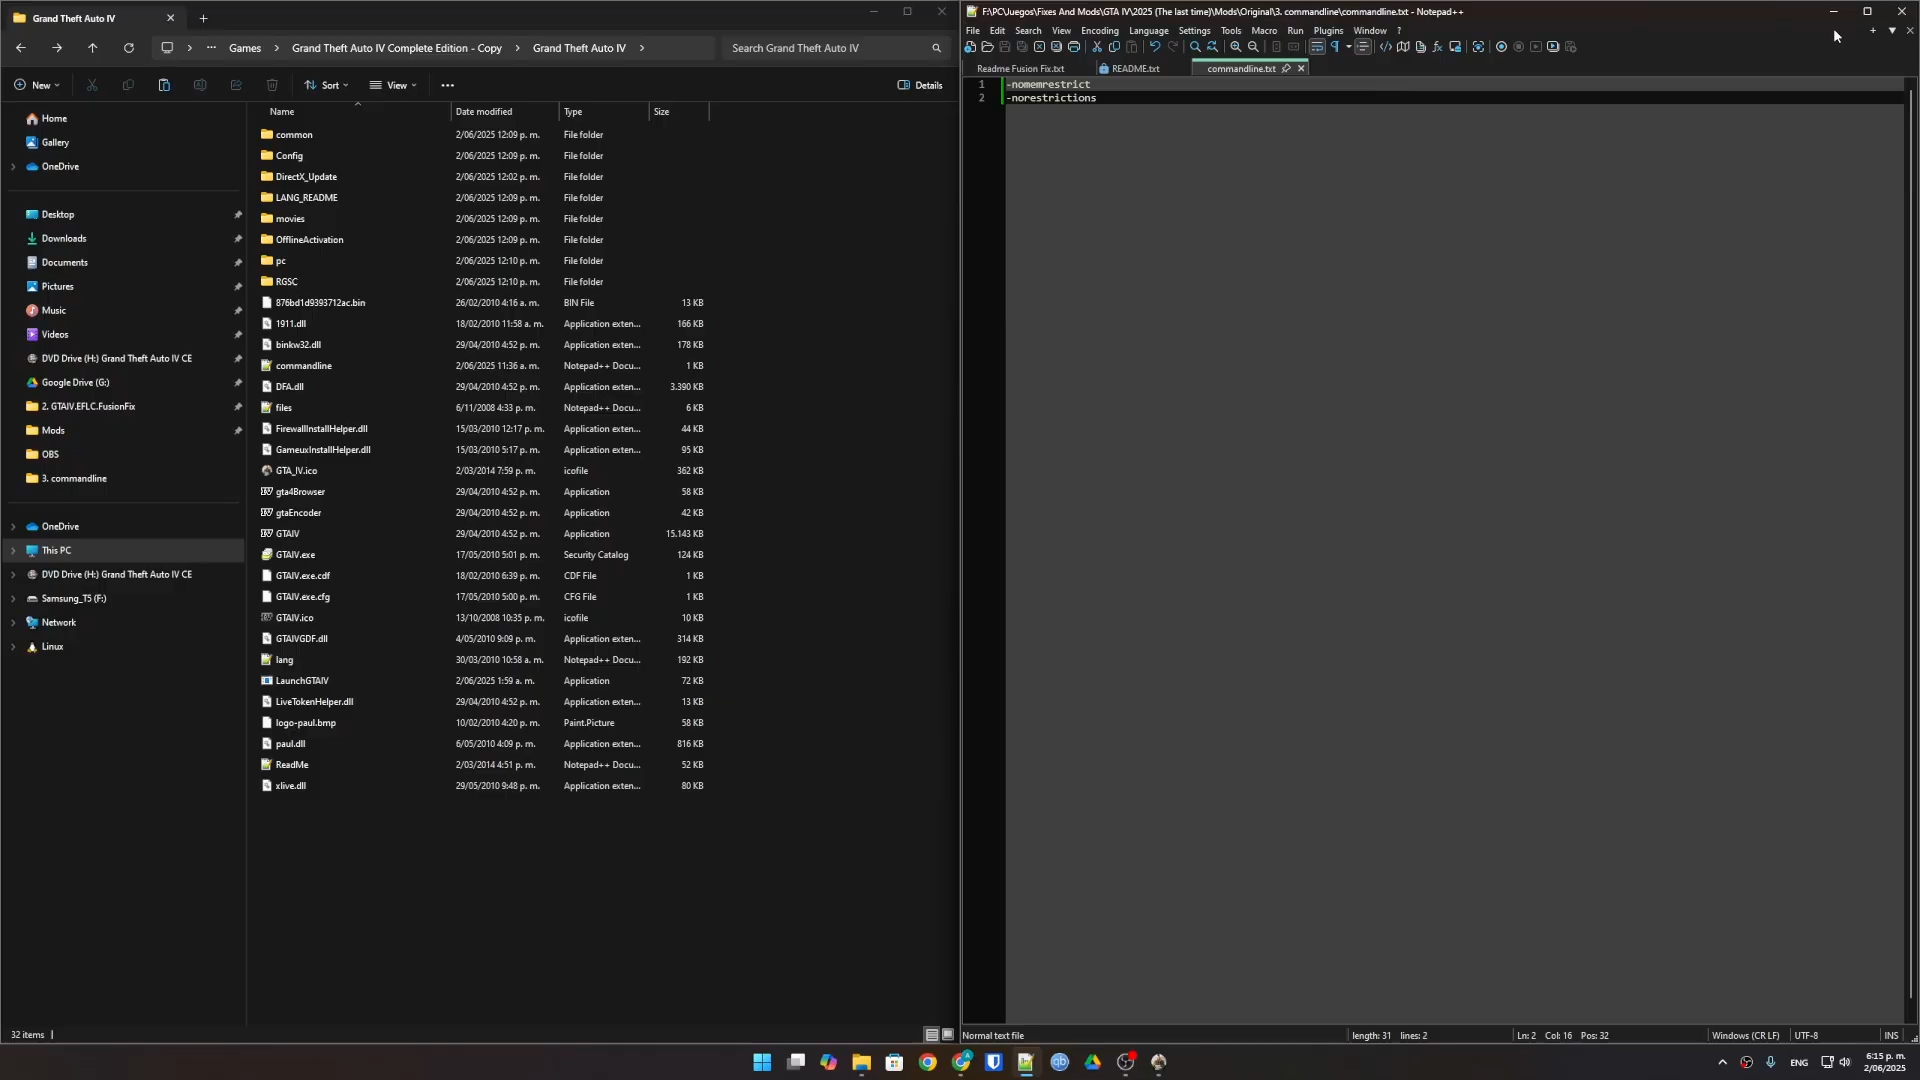 Grand Theft Auto IV
Games > Grand Theft Auto IV Complete Edition - Copy > Grand Theft Auto IV >
Search Grand Theft Auto IV
New
Sort
View
Details
Home
Gallery
OneDrive
Desktop
Downloads
Documents
Pictures
Music
Videos
DVD Drive (H:) Grand Theft Auto IV CE
Google Drive (G:)
2. GTAIV.EFLC.FusionFix
Mods
OBS
3. commandline
OneDrive
This PC
DVD Drive (H:) Grand Theft Auto IV CE
Samsung_T5 (F:)
Network
Linux
Name Date modified Type Size
common 2/06/2025 12:09 p. m. File folder
Config 2/06/2025 12:09 p. m. File folder
DirectX_Update 2/06/2025 12:02 p. m. File folder
LANG_README 2/06/2025 12:09 p. m. File folder
movies 2/06/2025 12:09 p. m. File folder
OfflineActivation 2/06/2025 12:09 p. m. File folder
pc 2/06/2025 12:10 p. m. File folder
RGSC 2/06/2025 12:10 p. m. File folder
876bd1d9393712ac.bin 26/02/2010 4:16 a. m. BIN File 13 KB
1911.dll 18/02/2010 11:58 a. m. Application exten... 166 KB
binkw32.dll 29/04/2010 4:52 p. m. Application exten... 178 KB
commandline 2/06/2025 11:36 a. m. Notepad++ Docu... 1 KB
DFA.dll 29/04/2010 4:52 p. m. Application exten... 3.390 KB
files 6/11/2008 4:33 p. m. Notepad++ Docu... 6 KB
FirewallInstallHelper.dll 15/03/2010 12:17 p. m. Application exten... 44 KB
GameuxInstallHelper.dll 15/03/2010 5:17 p. m. Application exten... 95 KB
GTA_IV.ico 2/03/2014 7:59 p. m. icofile 362 KB
gta4Browser 29/04/2010 4:52 p. m. Application 58 KB
gtaEncoder 29/04/2010 4:52 p. m. Application 42 KB
GTAIV 29/04/2010 4:52 p. m. Application 15.143 KB
GTAIV.exe 17/05/2010 5:01 p. m. Security Catalog 124 KB
GTAIV.exe.cdf 18/02/2010 6:39 p. m. CDF File 1 KB
GTAIV.exe.cfg 17/05/2010 5:00 p. m. CFG File 1 KB
GTAIV.ico 13/10/2008 10:35 p. m. icofile 10 KB
GTAIVGDF.dll 4/05/2010 9:09 p. m. Application exten... 314 KB
lang 30/03/2010 10:58 a. m. Notepad++ Docu... 192 KB
LaunchGTAIV 2/06/2025 1:59 a. m. Application 72 KB
LiveTokenHelper.dll 29/04/2010 4:52 p. m. Application exten... 13 KB
logo-paul.bmp 10/02/2010 4:20 p. m. Paint.Picture 58 KB
paul.dll 6/05/2010 4:09 p. m. Application exten... 816 KB
ReadMe 2/03/2014 4:51 p. m. Notepad++ Docu... 52 KB
xlive.dll 29/05/2010 9:48 p. m. Application exten... 80 KB
32 items
F:\PC\Juegos\Fixes And Mods\GTA IV\2025 (The last time)\Mods\Original\3. commandline\commandline.txt - Notepad++
File Edit Search View Encoding Language Settings Tools Macro Run Plugins Window ?
Readme Fusion Fix.txt README.txt commandline.txt
1 -nomemrestrict
2 -norestrictions
Normal text file length: 31 lines: 2 Ln: 2 Col: 16 Pos: 32 Windows (CR LF) UTF-8 INS
ENG
6:15 p. m.
2/06/2025